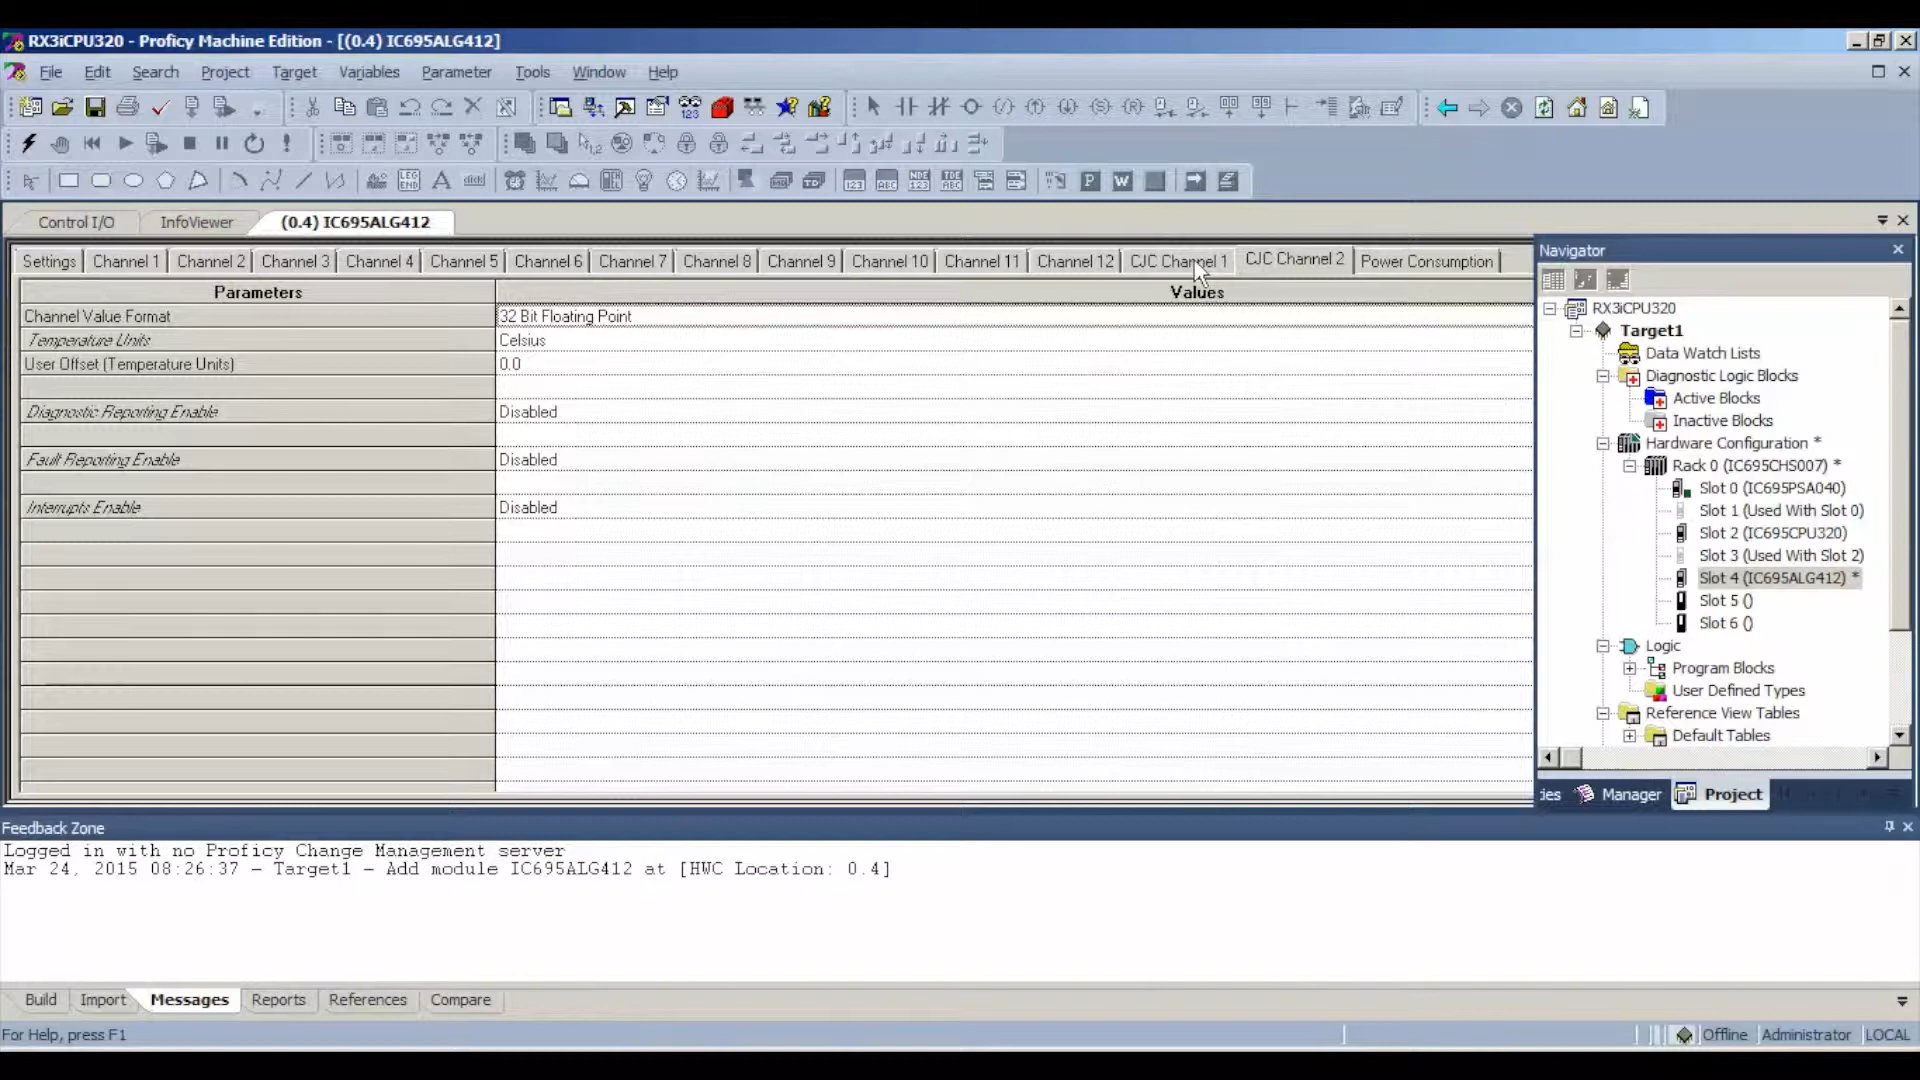 RX3iCPU320 - Proficy Machine Edition - [(0.4) IC695ALG412]
File Edit Search Project Target Variables Parameter Tools Window Help
Control I/O InfoViewer (0.4) IC695ALG412
Settings Channel 1 Channel 2 Channel 3 Channel 4 Channel 5 Channel 6 Channel 7 Channel 8 Channel 9 Channel 10 Channel 11 Channel 12 CJC Channel 1 CJC Channel 2 Power Consumption
Parameters Values
Channel Value Format 32 Bit Floating Point
Temperature Units Celsius
User Offset (Temperature Units) 0.0
Diagnostic Reporting Enable Disabled
Fault Reporting Enable Disabled
Interrupts Enable Disabled
Navigator
RX3iCPU320
Target1
Data Watch Lists
Diagnostic Logic Blocks
Active Blocks
Inactive Blocks
Hardware Configuration *
Rack 0 (IC695CHS007) *
Slot 0 (IC695PSA040)
Slot 1 (Used With Slot 0)
Slot 2 (IC695CPU320)
Slot 3 (Used With Slot 2)
Slot 4 (IC695ALG412) *
Slot 5 ()
Slot 6 ()
Logic
Program Blocks
User Defined Types
Reference View Tables
Default Tables
ties Manager Project
Feedback Zone
Logged in with no Proficy Change Management server
Mar 24, 2015 08:26:37 - Target1 - Add module IC695ALG412 at [HWC Location: 0.4]
Build Import Messages Reports References Compare
For Help, press F1
Offline Administrator LOCAL